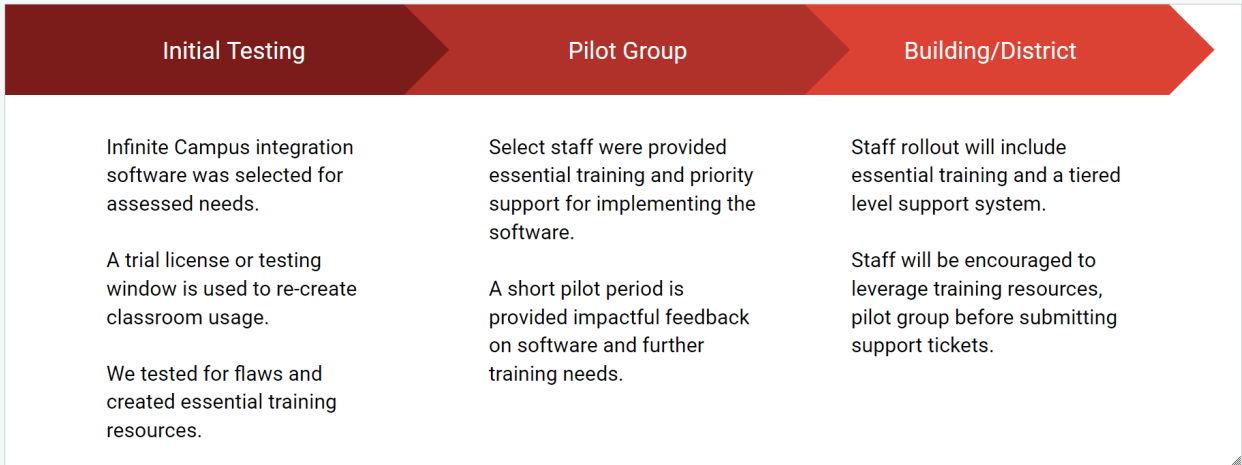 Initial Testing
Pilot Group
Building/District
Infinite Campus integration
software was selected for
assessed needs.
A trial license or testing
window is used to re-create
classroom usage.
We tested for flaws and
created essential training
resources.
Select staff were provided
essential training and priority
support for implementing the
software.
A short pilot period is
provided impactful feedback
on software and further
training needs.
Staff rollout will include
essential training and a tiered
level support system.
Staff will be encouraged to
leverage training resources,
pilot group before submitting
support tickets.